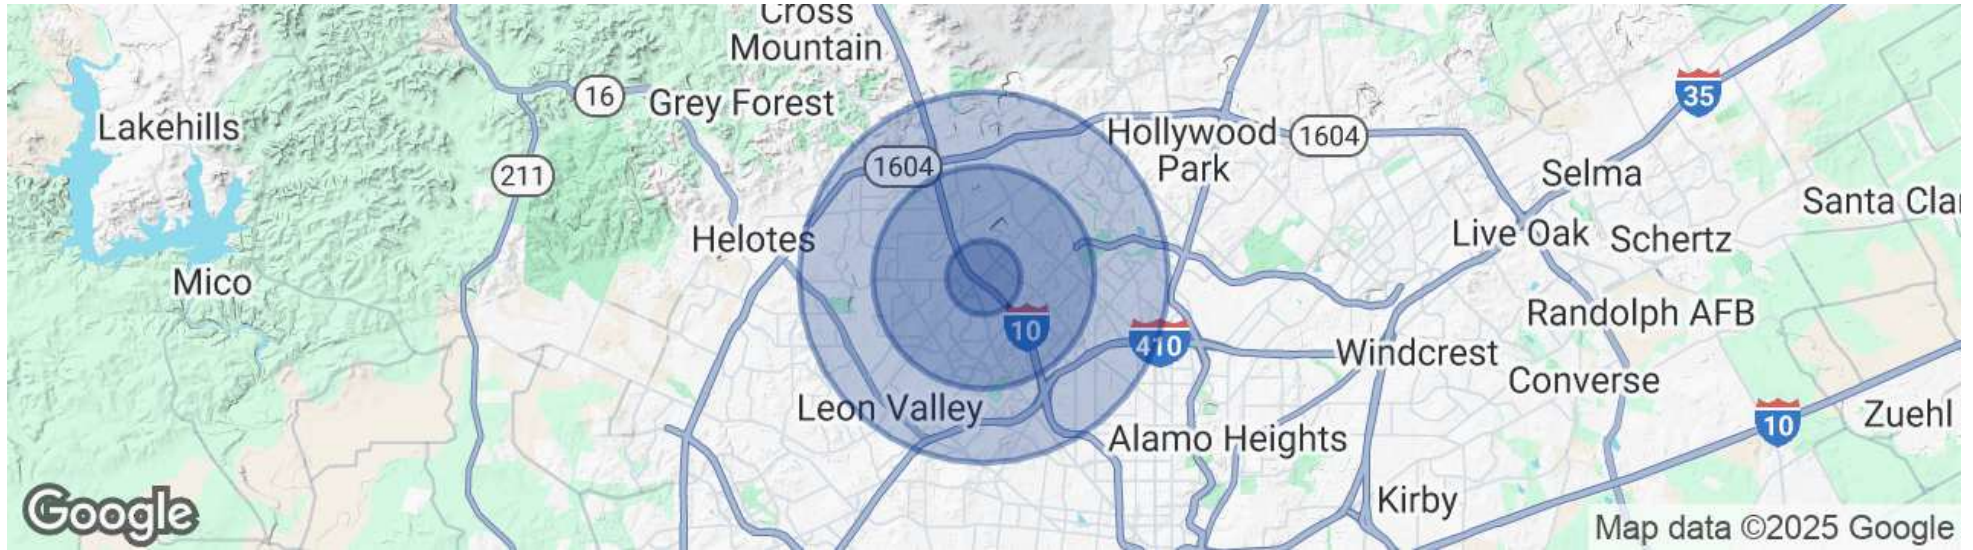 Cross
Mountain
16
Grey Forest
35
Lakehills
Hollywood
Park
1604
1604
211
Selma
Santa Clar
Helotes
Live Oak
Schertz
Mico
Randolph AFB
10
410
Windcrest
Converse
Leon Valley
10
Zuehl
Alamo Heights
Kirby
Google
Map data ©2025 Google